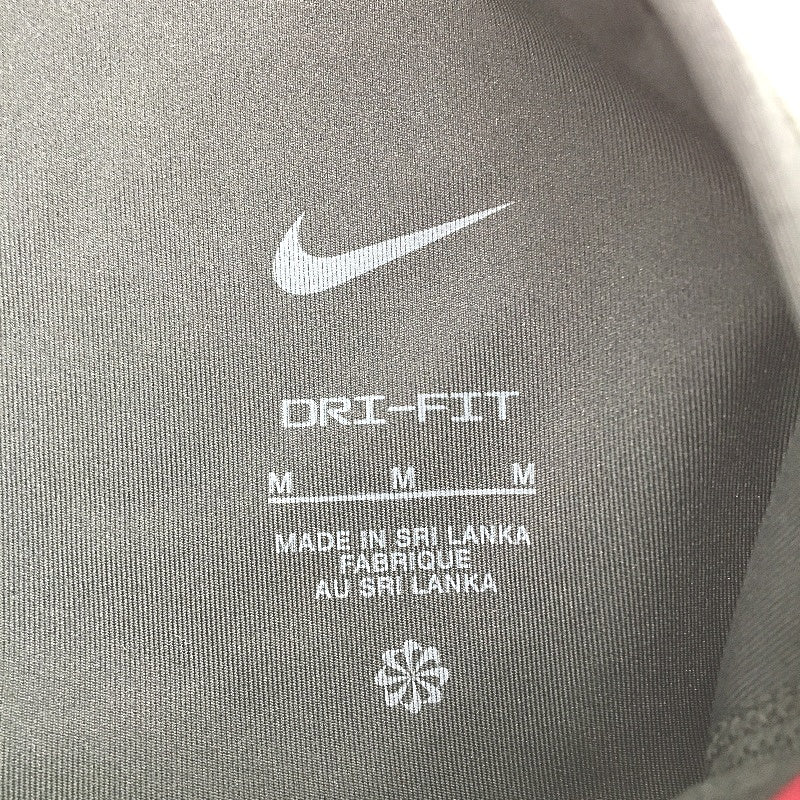 DRI-FIT
M M M
MADE IN SRI LANKA
FABRIQUE
AU SRI LANKA